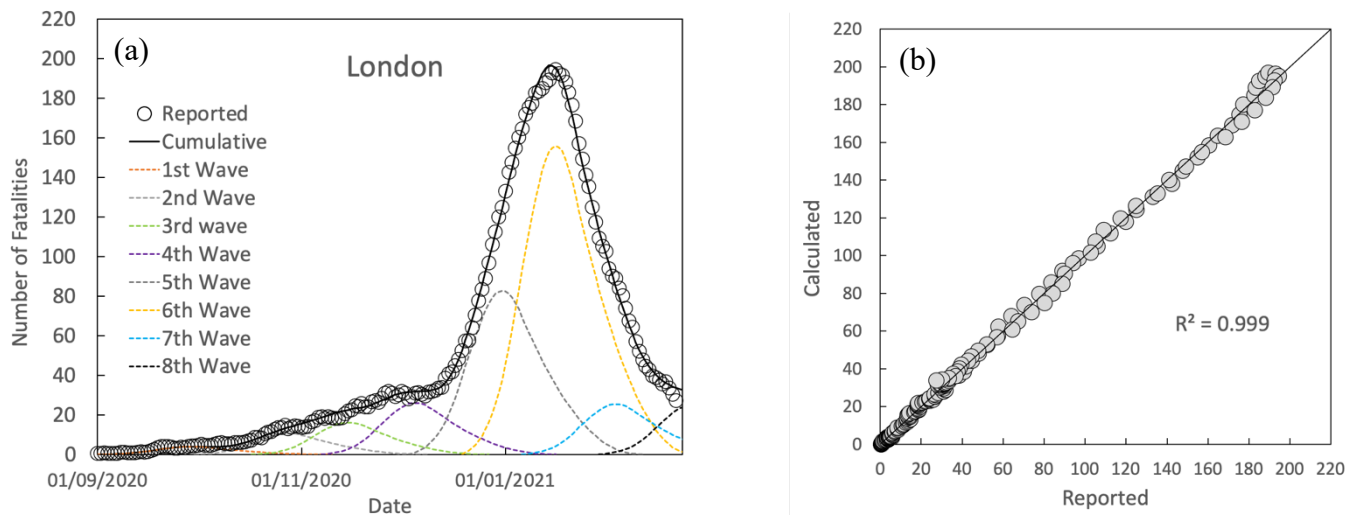 (a)
London
Number of Fatalities
220
200
180
160
140
120
100
80
60
40
20
0
Reported
Cumulative
1st Wave
2nd Wave
3rd wave
4th Wave
5th Wave
6th Wave
7th Wave
8th Wave
01/09/2020
01/11/2020
01/01/2021
Date
(b)
Calculated
220
200
180
160
140
120
100
80
60
40
20
0
R² = 0.999
0
20
40
60
80
100
120
140
160
180
200
220
Reported